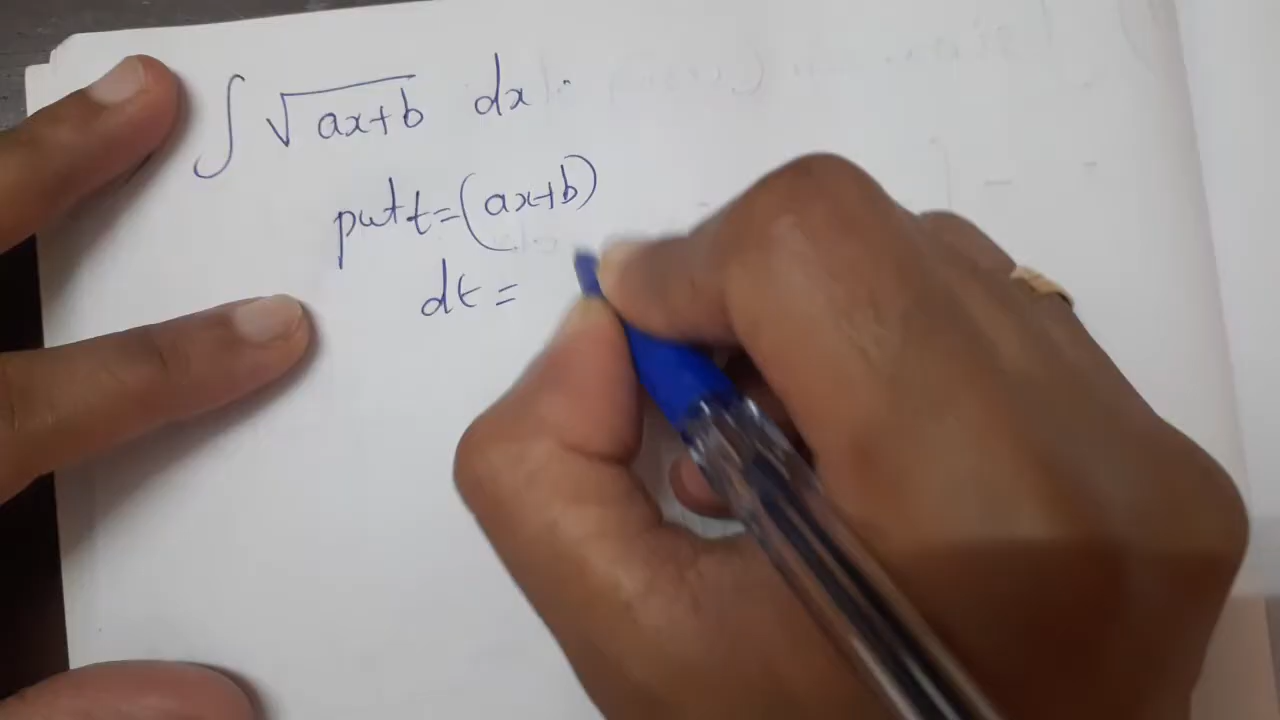 ∫ √ax+b dx.
put t=(ax+b)
dt =